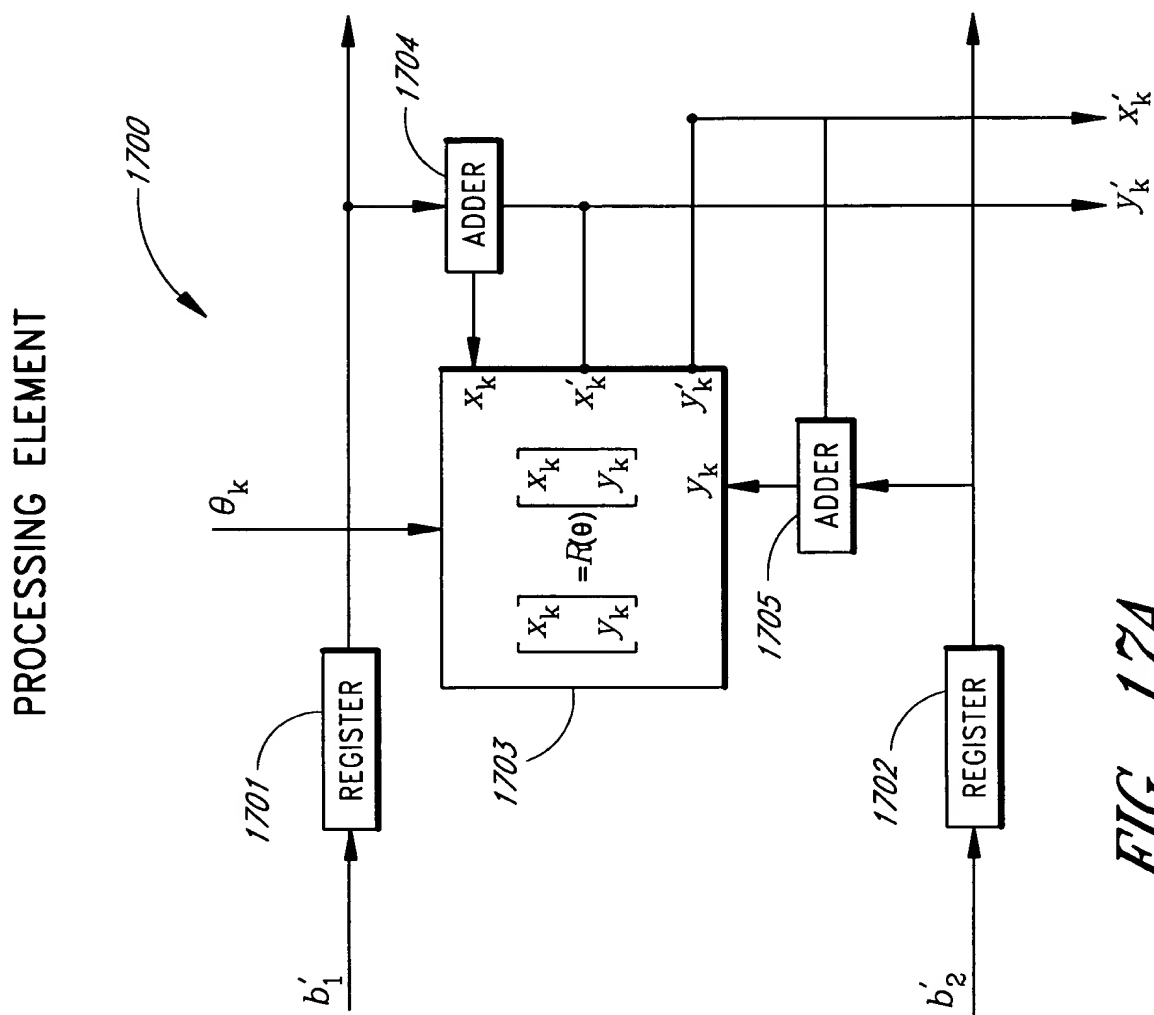 PROCESSING ELEMENT
1700
θk
b′1
1701
REGISTER
1704
ADDER
1703
[xk yk] = R(θ) [xk yk]
xk
x′k
y′k
yk
1705
ADDER
b′2
1702
REGISTER
y′k
x′k
FIG. 17A